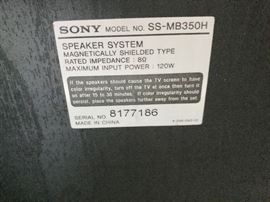 SONY MODEL NO. SS-MB350H
SPEAKER SYSTEM
MAGNETICALLY SHIELDED TYPE
RATED IMPEDANCE : 8Ω
MAXIMUM INPUT POWER : 120W
If the speakers should cause the TV screen to have
color irregularity, turn off the TV at once then turn it
on after 15 to 30 minutes. If color irregularity should
persist, place the speakers further away from the set.
SERIAL NO. 8177186
MADE IN CHINA